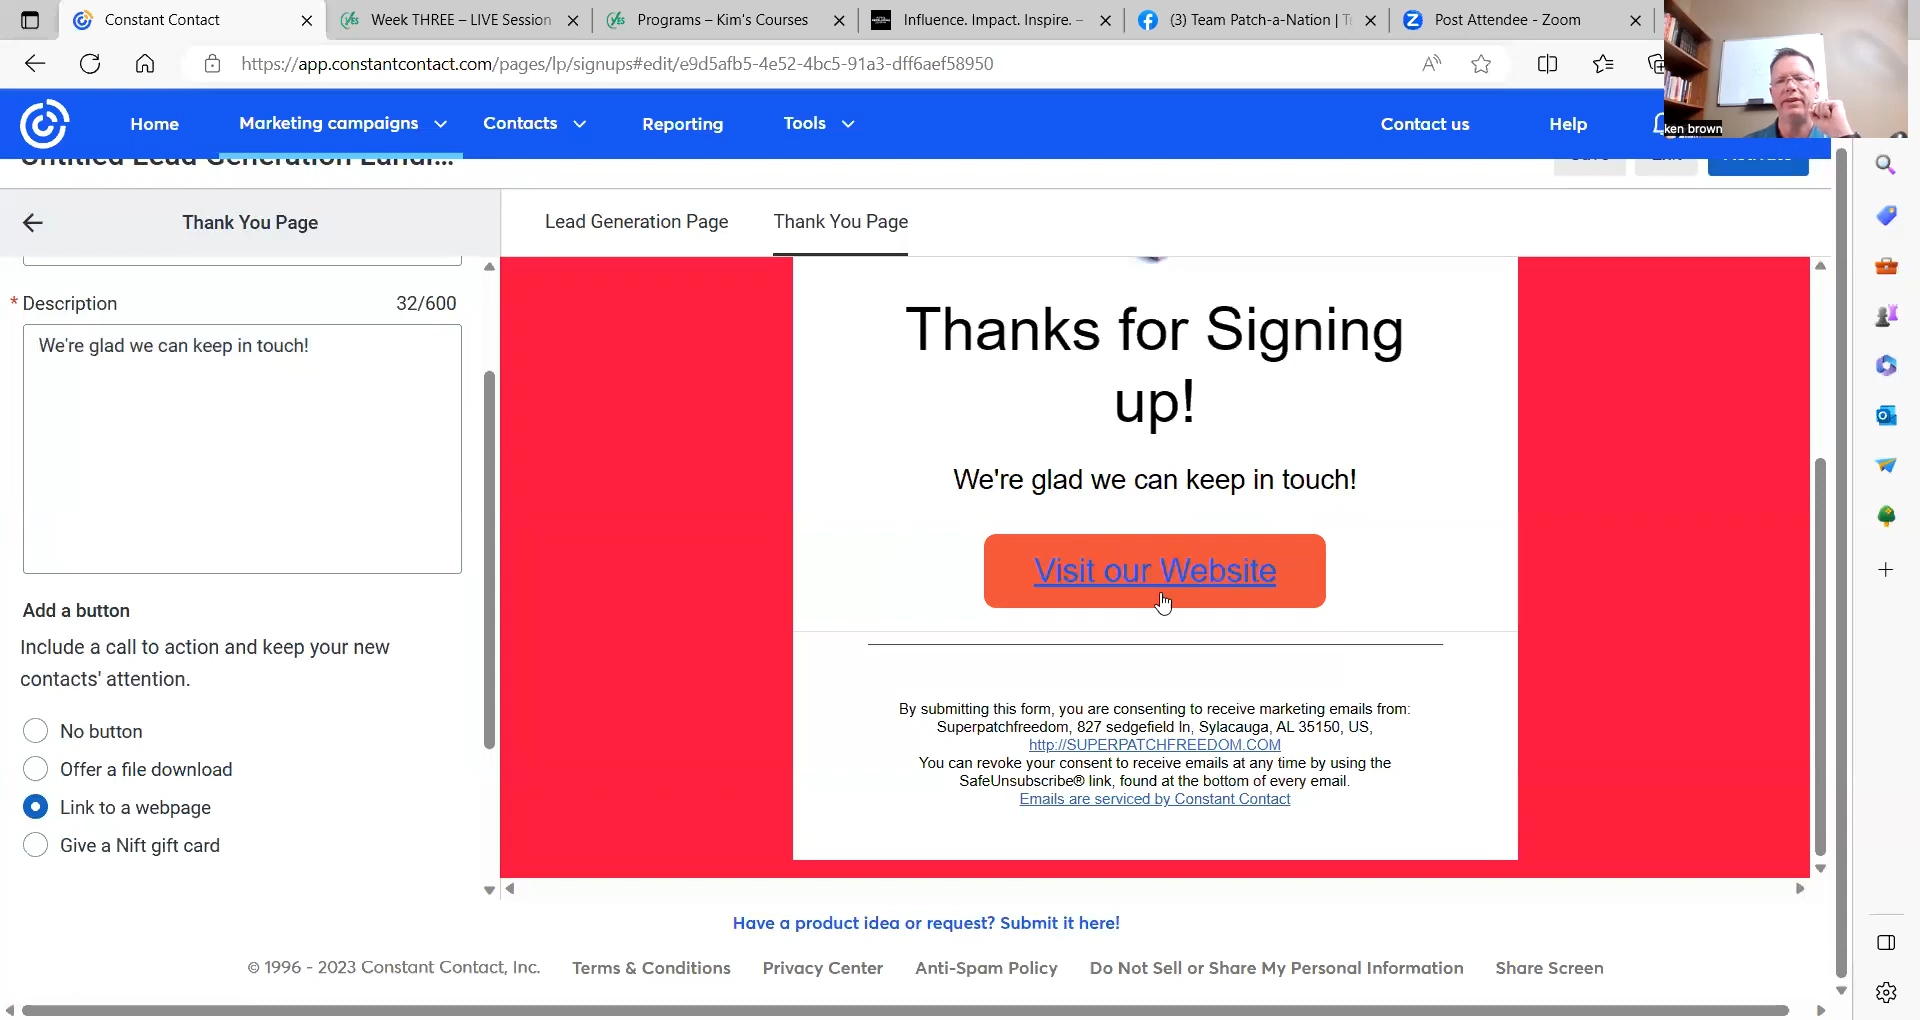 Constant Contact
Week THREE – LIVE Session
Programs – Kim's Courses
Influence. Impact. Inspire. –
(3) Team Patch-a-Nation |
Post Attendee - Zoom
https://app.constantcontact.com/pages/lp/signups#edit/e9d5afb5-4e52-4bc5-91a3-dff6aef58950
ken brown
Home
Marketing campaigns
Contacts
Reporting
Tools
Contact us
Help
Untitled Lead Generation Landi...
Thank You Page
Lead Generation Page
Thank You Page
* Description
32/600
We're glad we can keep in touch!
Add a button
Include a call to action and keep your new
contacts' attention.
No button
Offer a file download
Link to a webpage
Give a Nift gift card
Thanks for Signing
up!
We're glad we can keep in touch!
Visit our Website
By submitting this form, you are consenting to receive marketing emails from:
Superpatchfreedom, 827 sedgefield ln, Sylacauga, AL 35150, US,
http://SUPERPATCHFREEDOM.COM
You can revoke your consent to receive emails at any time by using the
SafeUnsubscribe® link, found at the bottom of every email.
Emails are serviced by Constant Contact
Have a product idea or request? Submit it here!
© 1996 - 2023 Constant Contact, Inc.
Terms & Conditions
Privacy Center
Anti-Spam Policy
Do Not Sell or Share My Personal Information
Share Screen